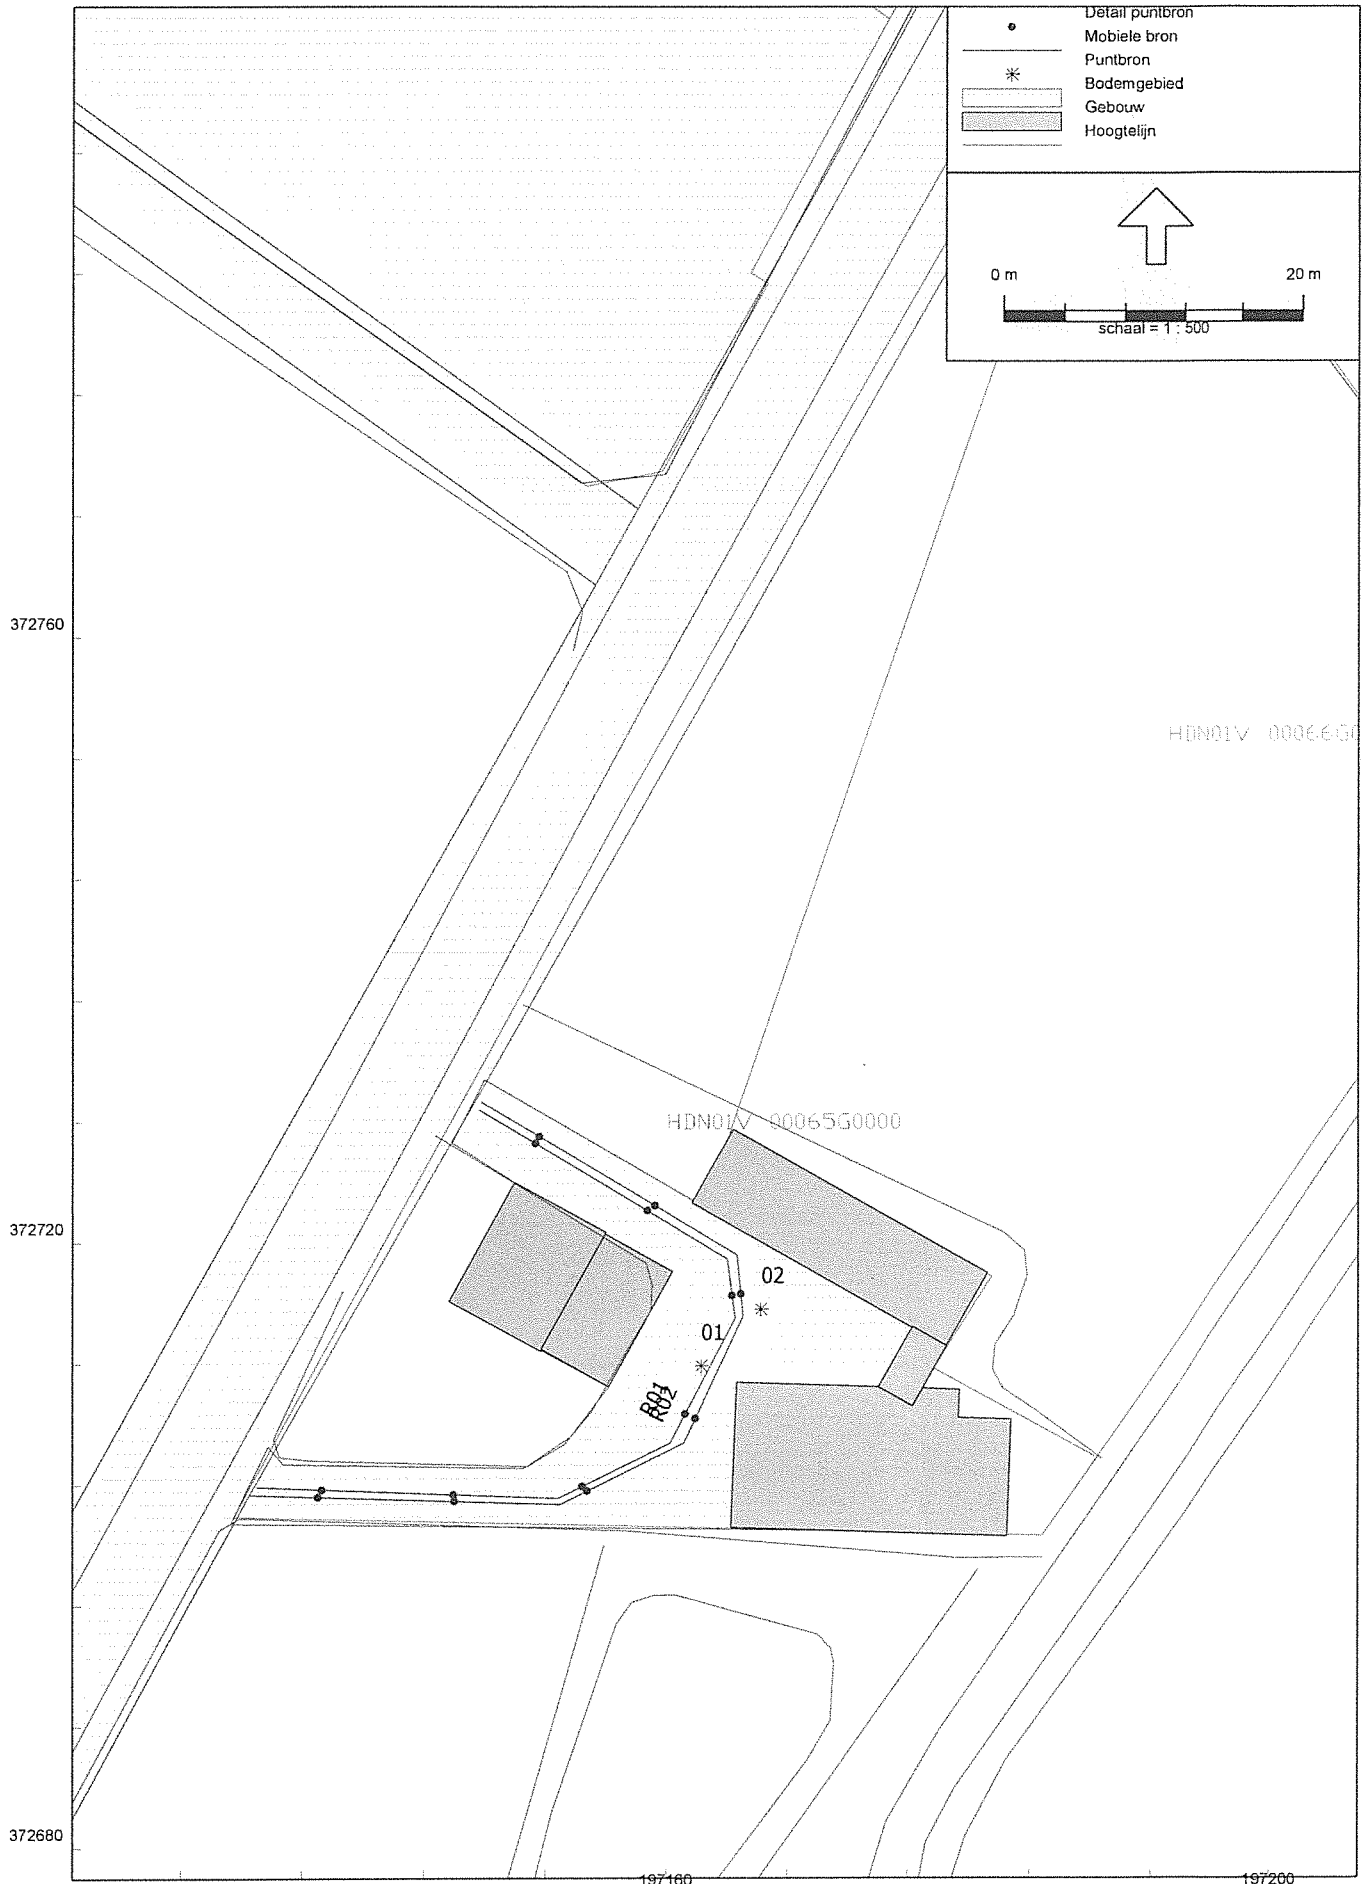 Detail puntbron
Mobiele bron
Puntbron
Bodemgebied
Gebouw
Hoogtelijn
0 m 20 m
schaal = 1 : 500
372760
HDN01V 00066G0
HDN01V 00065G0000
372720
02
01
R01
R02
372680
197160 197200